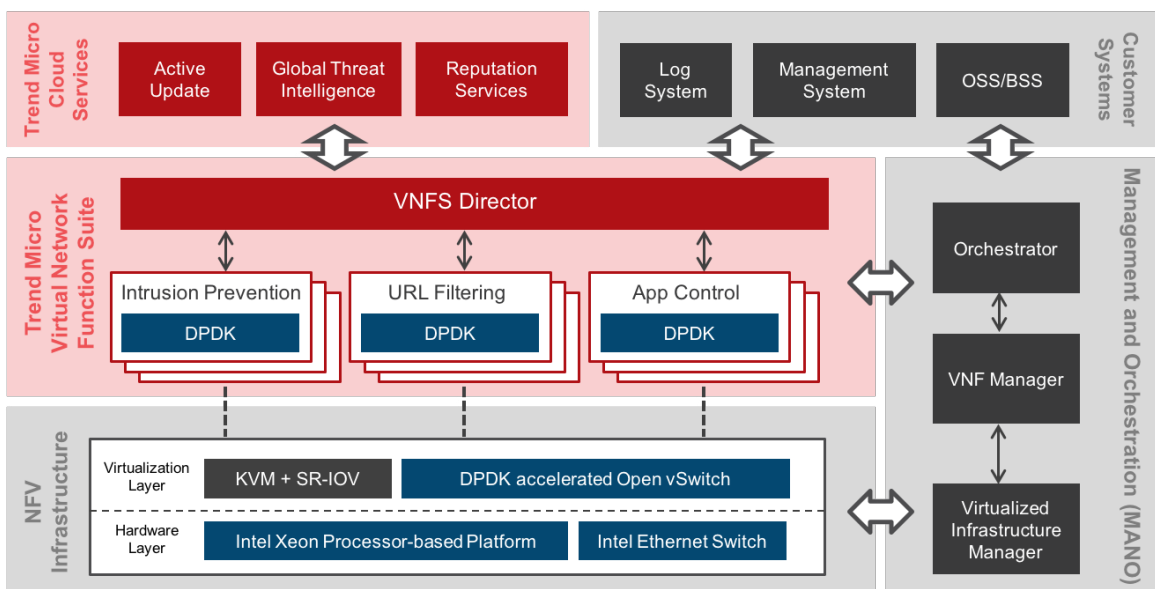 Trend Micro
Cloud
Services
Active
Update
Global Threat
Intelligence
Reputation
Services
Log
System
Management
System
OSS/BSS
Customer
Systems
Trend Micro
Virtual Network
Function Suite
VNFS Director
Intrusion Prevention
DPDK
URL Filtering
DPDK
App Control
DPDK
Management and Orchestration (MANO)
Orchestrator
VNF Manager
Virtualized
Infrastructure
Manager
NFV
Infrastructure
Virtualization
Layer
KVM + SR-IOV
DPDK accelerated Open vSwitch
Hardware
Layer
Intel Xeon Processor-based Platform
Intel Ethernet Switch